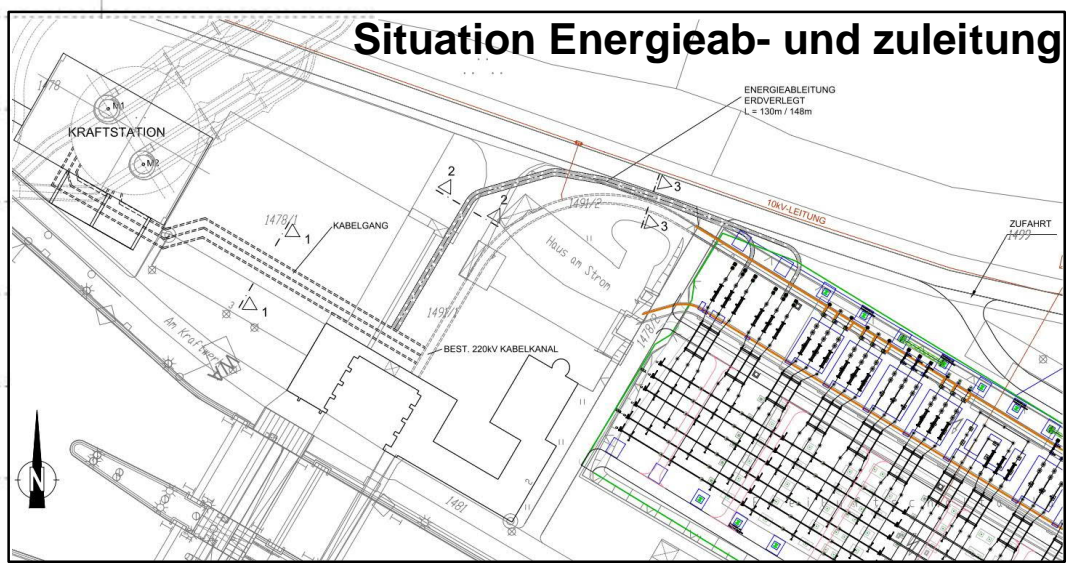 Situation Energieab- und zuleitung
1478
M1
KRAFTSTATION
M2
ENERGIEABLEITUNG
ERDVERLEGT
L = 130m / 148m
2
2
3
3
1491/2
10kV-LEITUNG
ZUFAHRT
1499
1478/1
1
KABELGANG
Haus am Strom
1
1491/1
1478/2
Am Kraftwerk
BEST. 220kV KABELKANAL
N
1481